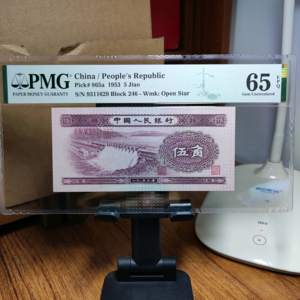 PMG
PAPER MONEY GUARANTY
China / People's Republic
Pick# 865a 1953 5 Jiao
S/N 9311429 Block 246 - Wmk: Open Star
65 EPQ
Gem Uncirculated
中國人民銀行
伍角